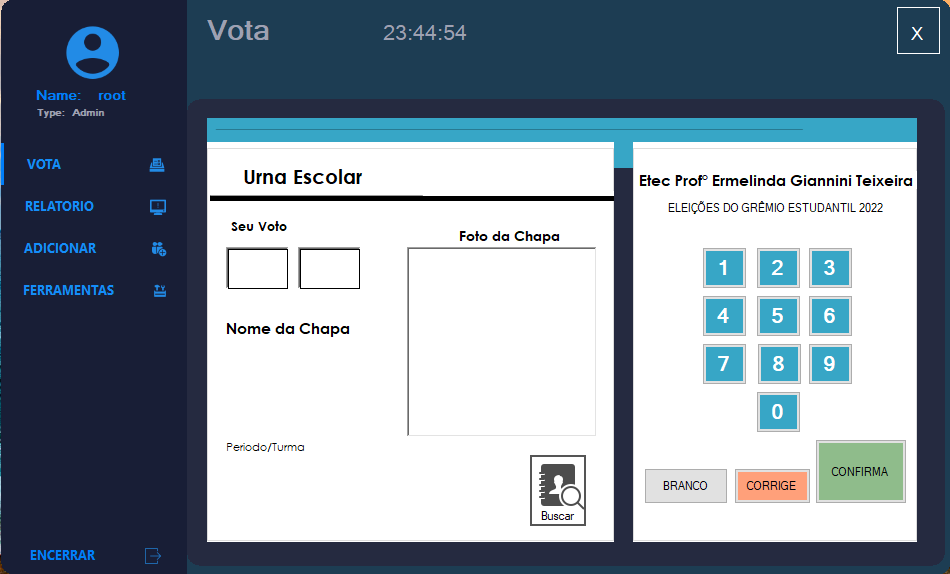 Vota
23:44:54
X
Name: root
Type: Admin
VOTA
RELATORIO
ADICIONAR
FERRAMENTAS
ENCERRAR
Urna Escolar
Seu Voto
Foto da Chapa
Nome da Chapa
Periodo/Turma
Buscar
Etec Profº Ermelinda Giannini Teixeira
ELEIÇÕES DO GRÊMIO ESTUDANTIL 2022
1 2 3
4 5 6
7 8 9
0
BRANCO CORRIGE CONFIRMA